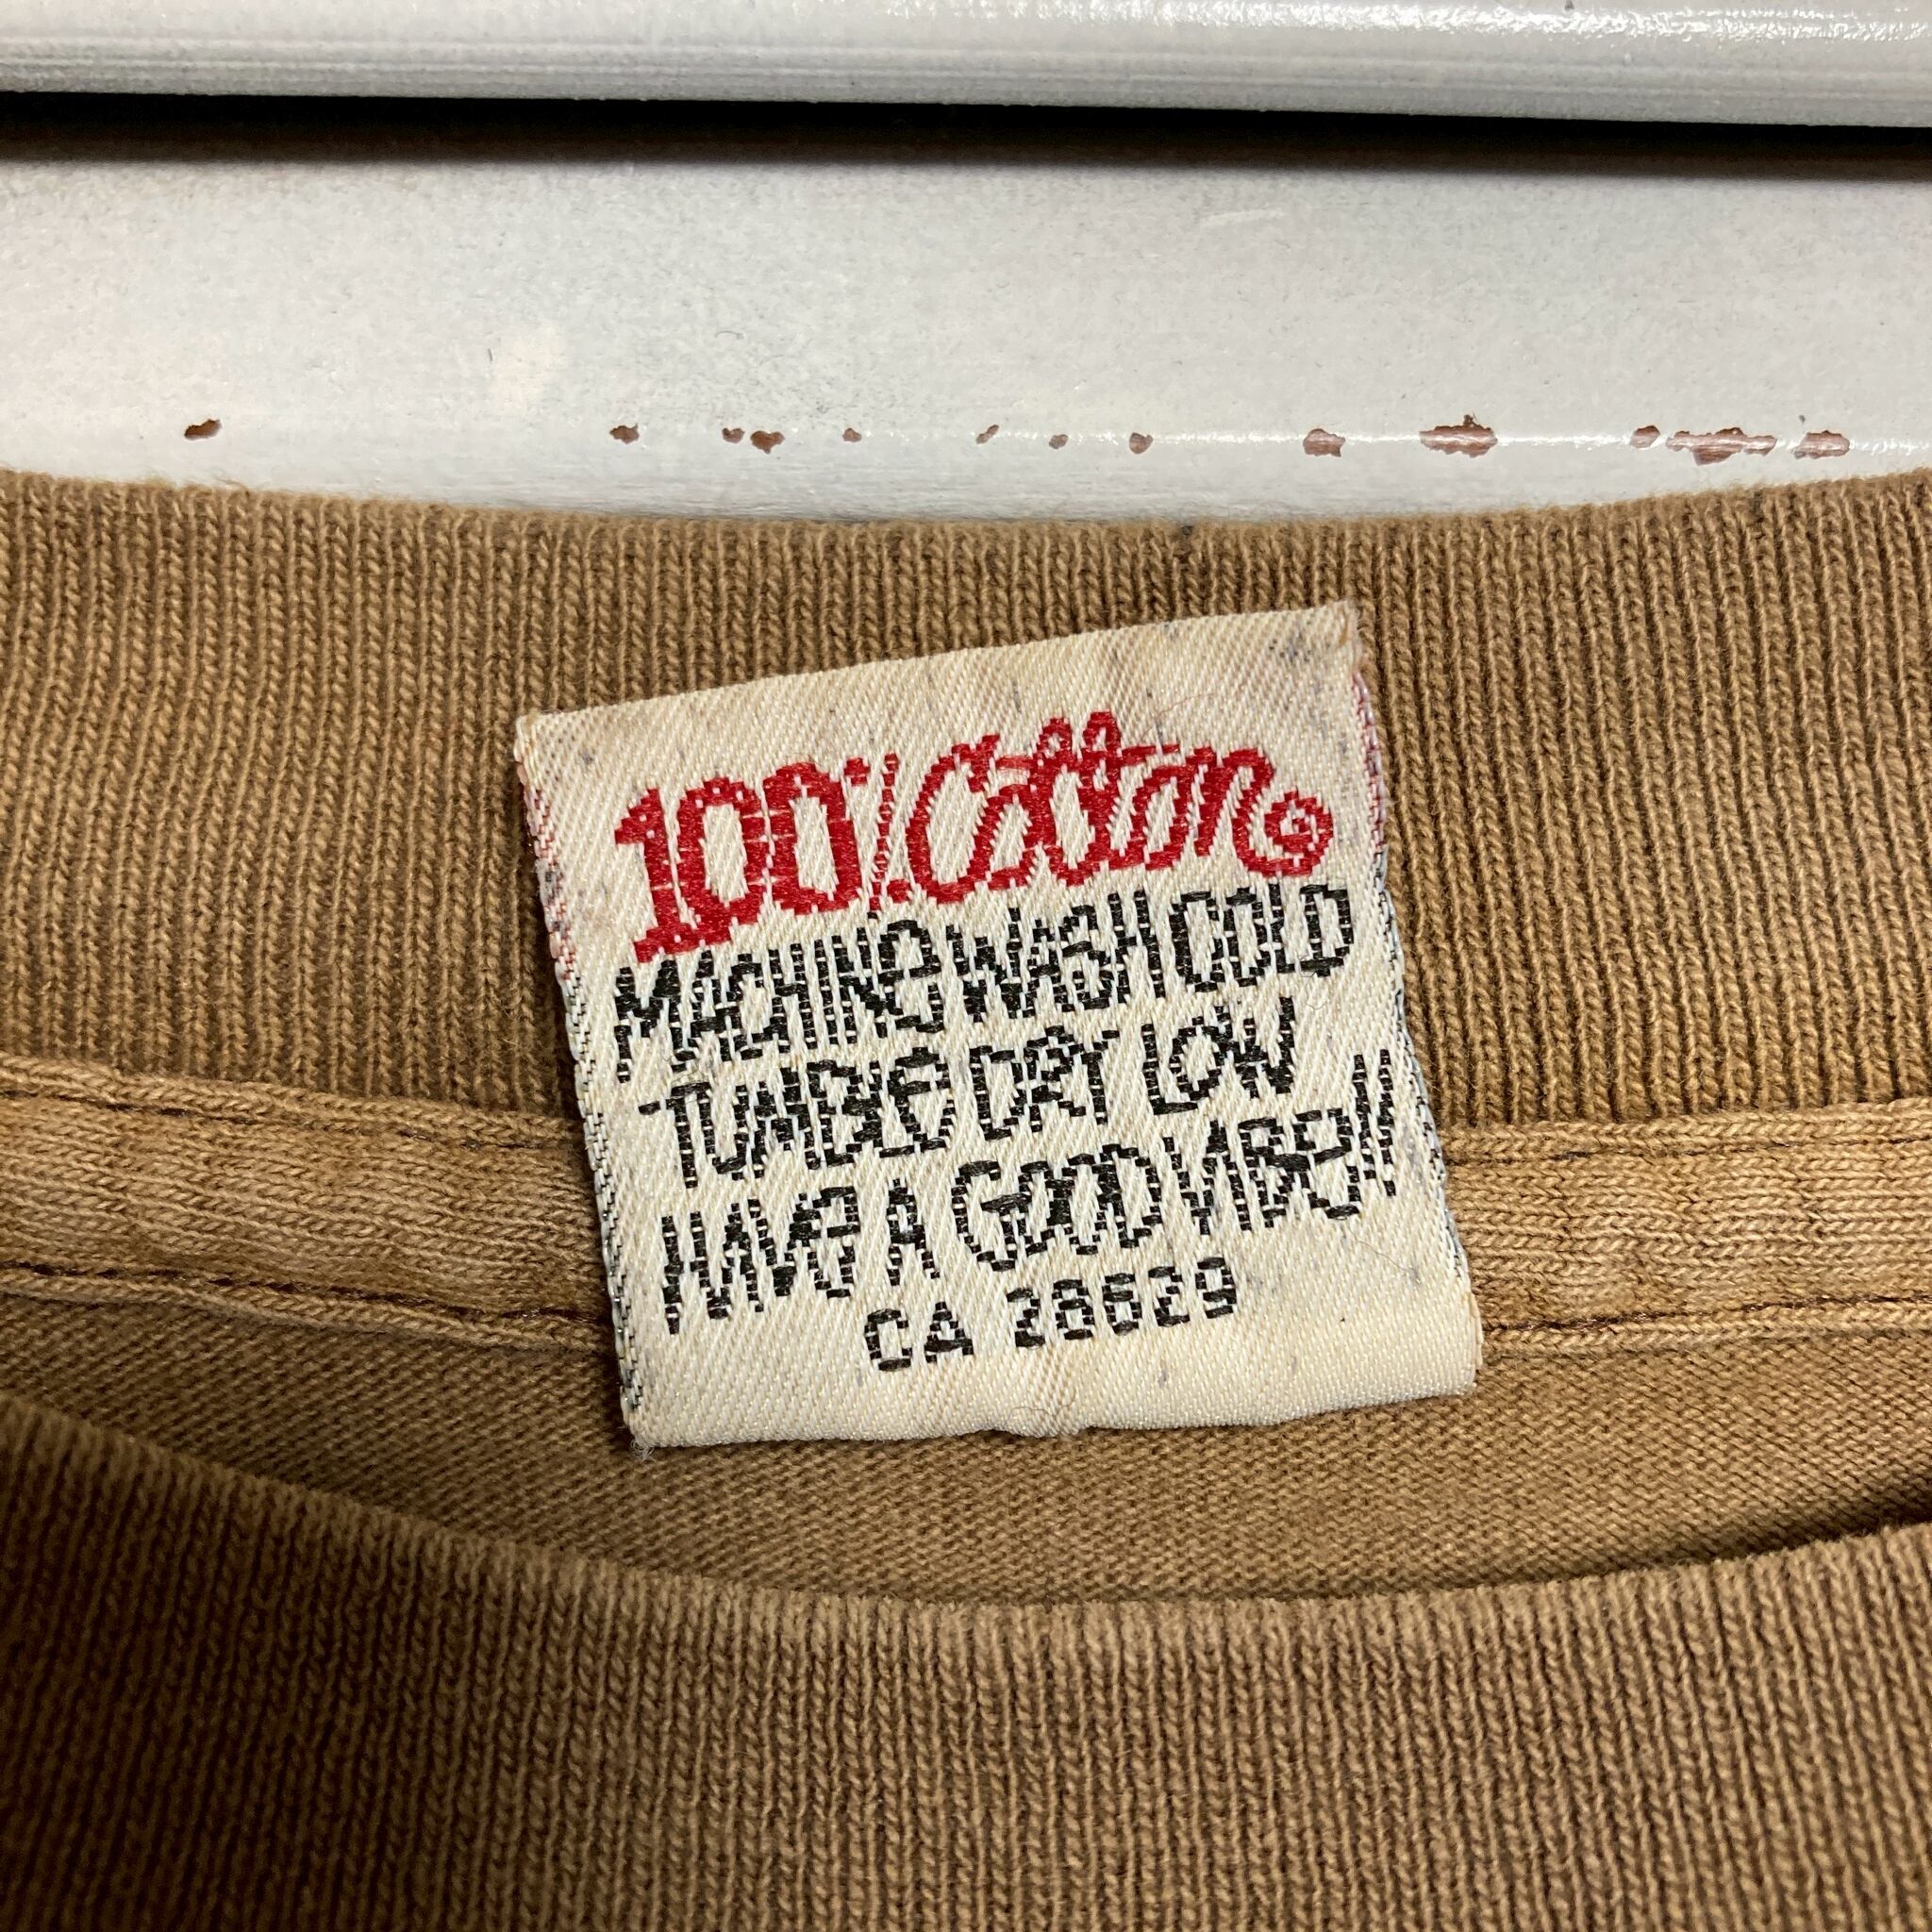 100% Cotton
MACHINE WASH COLD
TUMBLE DRY LOW
HAVE A GOOD VIBE!!
CA 28629